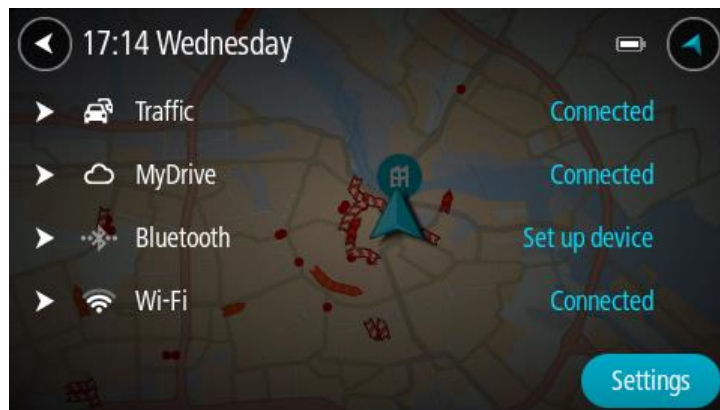 17:14 Wednesday
Traffic Connected
MyDrive Connected
Bluetooth Set up device
Wi-Fi Connected
Settings